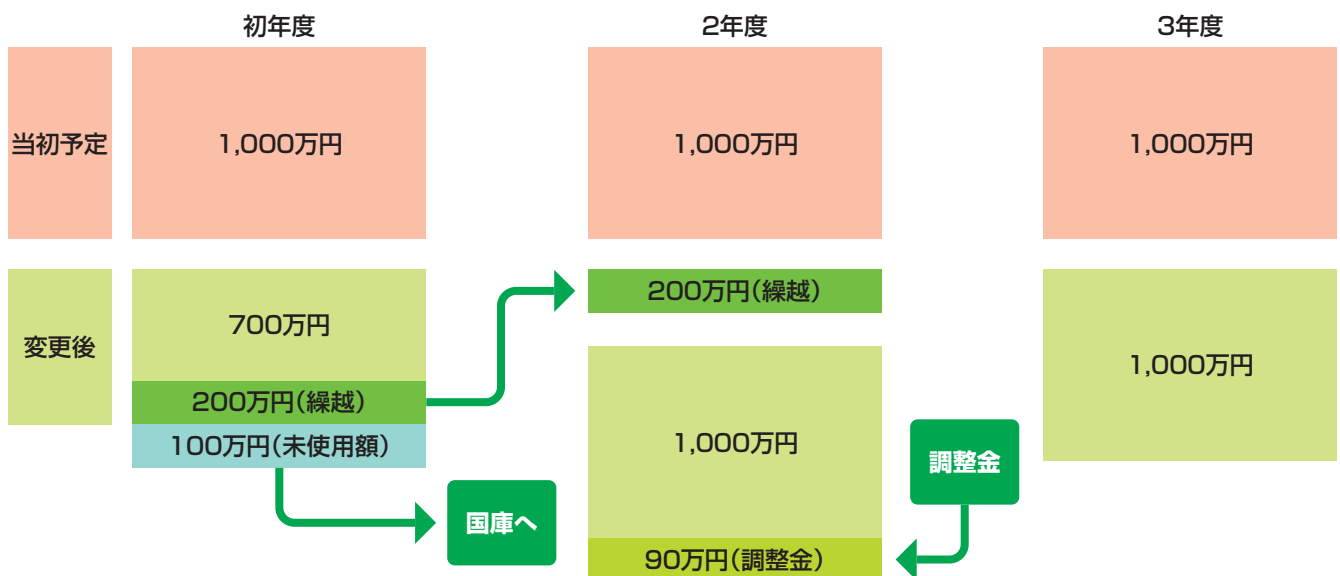 初年度
2年度
3年度
当初予定
1,000万円
1,000万円
1,000万円
変更後
700万円
200万円(繰越)
100万円(未使用額)
国庫へ
200万円(繰越)
1,000万円
90万円(調整金)
調整金
1,000万円